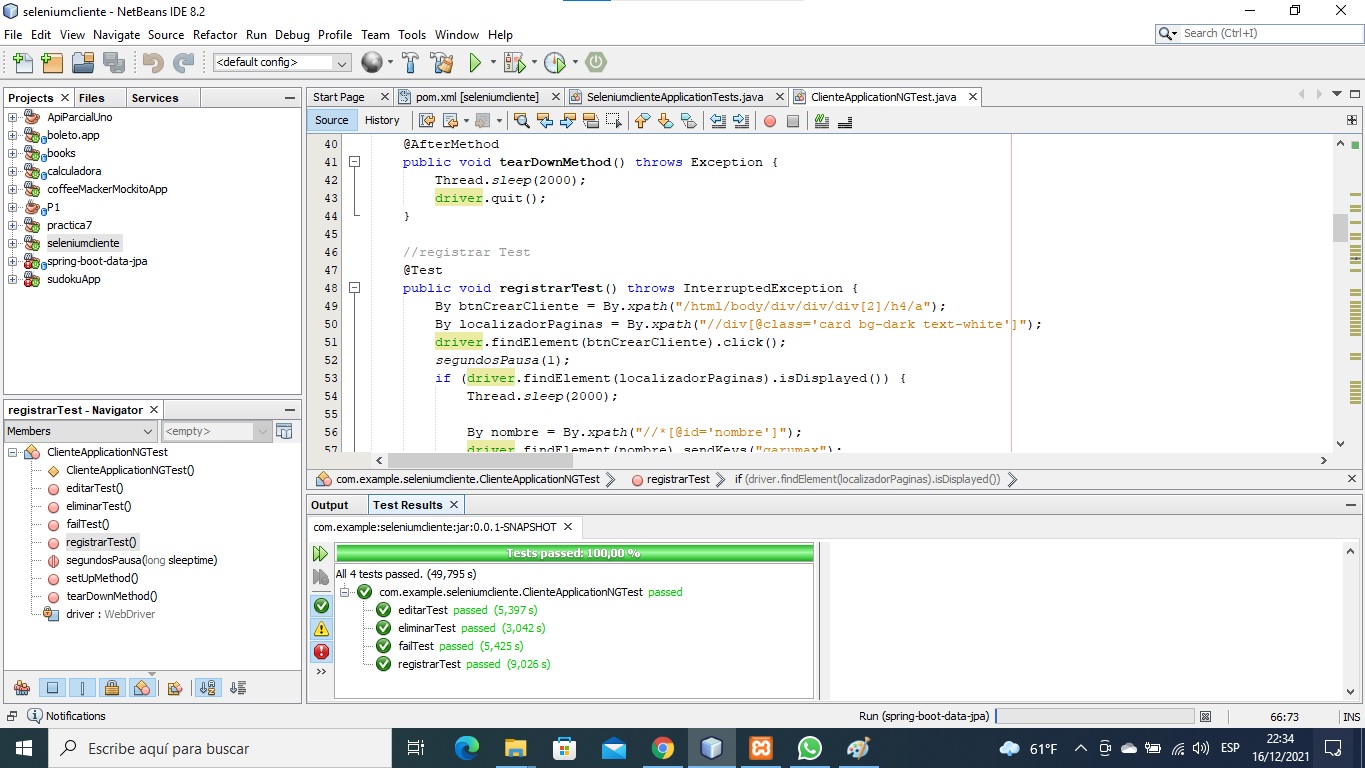 seleniumcliente - NetBeans IDE 8.2
File Edit View Navigate Source Refactor Run Debug Profile Team Tools Window Help
Search (Ctrl+I)
<default config>
Projects Files Services
ApiParcialUno
boleto.app
books
calculadora
coffeeMackerMockitoApp
P1
practica7
seleniumcliente
spring-boot-data-jpa
sudokuApp
registrarTest - Navigator
Members <empty>
ClienteApplicationNGTest
ClienteApplicationNGTest()
editarTest()
eliminarTest()
failTest()
registrarTest()
segundosPausa(long sleeptime)
setUpMethod()
tearDownMethod()
driver : WebDriver
Start Page pom.xml [seleniumcliente] SeleniumclienteApplicationTests.java ClienteApplicationNGTest.java
Source History
40 @AfterMethod
41 public void tearDownMethod() throws Exception {
42 Thread.sleep(2000);
43 driver.quit();
44 }
45
46 //registrar Test
47 @Test
48 public void registrarTest() throws InterruptedException {
49 By btnCrearCliente = By.xpath("/html/body/div/div/div[2]/h4/a");
50 By localizadorPaginas = By.xpath("//div[@class='card bg-dark text-white']");
51 driver.findElement(btnCrearCliente).click();
52 segundosPausa(1);
53 if (driver.findElement(localizadorPaginas).isDisplayed()) {
54 Thread.sleep(2000);
55
56 By nombre = By.xpath("//*[@id='nombre']");
57 driver.findElement(nombre).sendKeys("garumax");
com.example.seleniumcliente.ClienteApplicationNGTest registrarTest if (driver.findElement(localizadorPaginas).isDisplayed())
Output Test Results
com.example:seleniumcliente:jar:0.0.1-SNAPSHOT
Tests passed: 100,00 %
All 4 tests passed. (49,795 s)
com.example.seleniumcliente.ClienteApplicationNGTest passed
editarTest passed (5,397 s)
eliminarTest passed (3,042 s)
failTest passed (5,425 s)
registrarTest passed (9,026 s)
Notifications
Run (spring-boot-data-jpa)
66:73 INS
Escribe aquí para buscar
61°F
ESP
22:34
16/12/2021